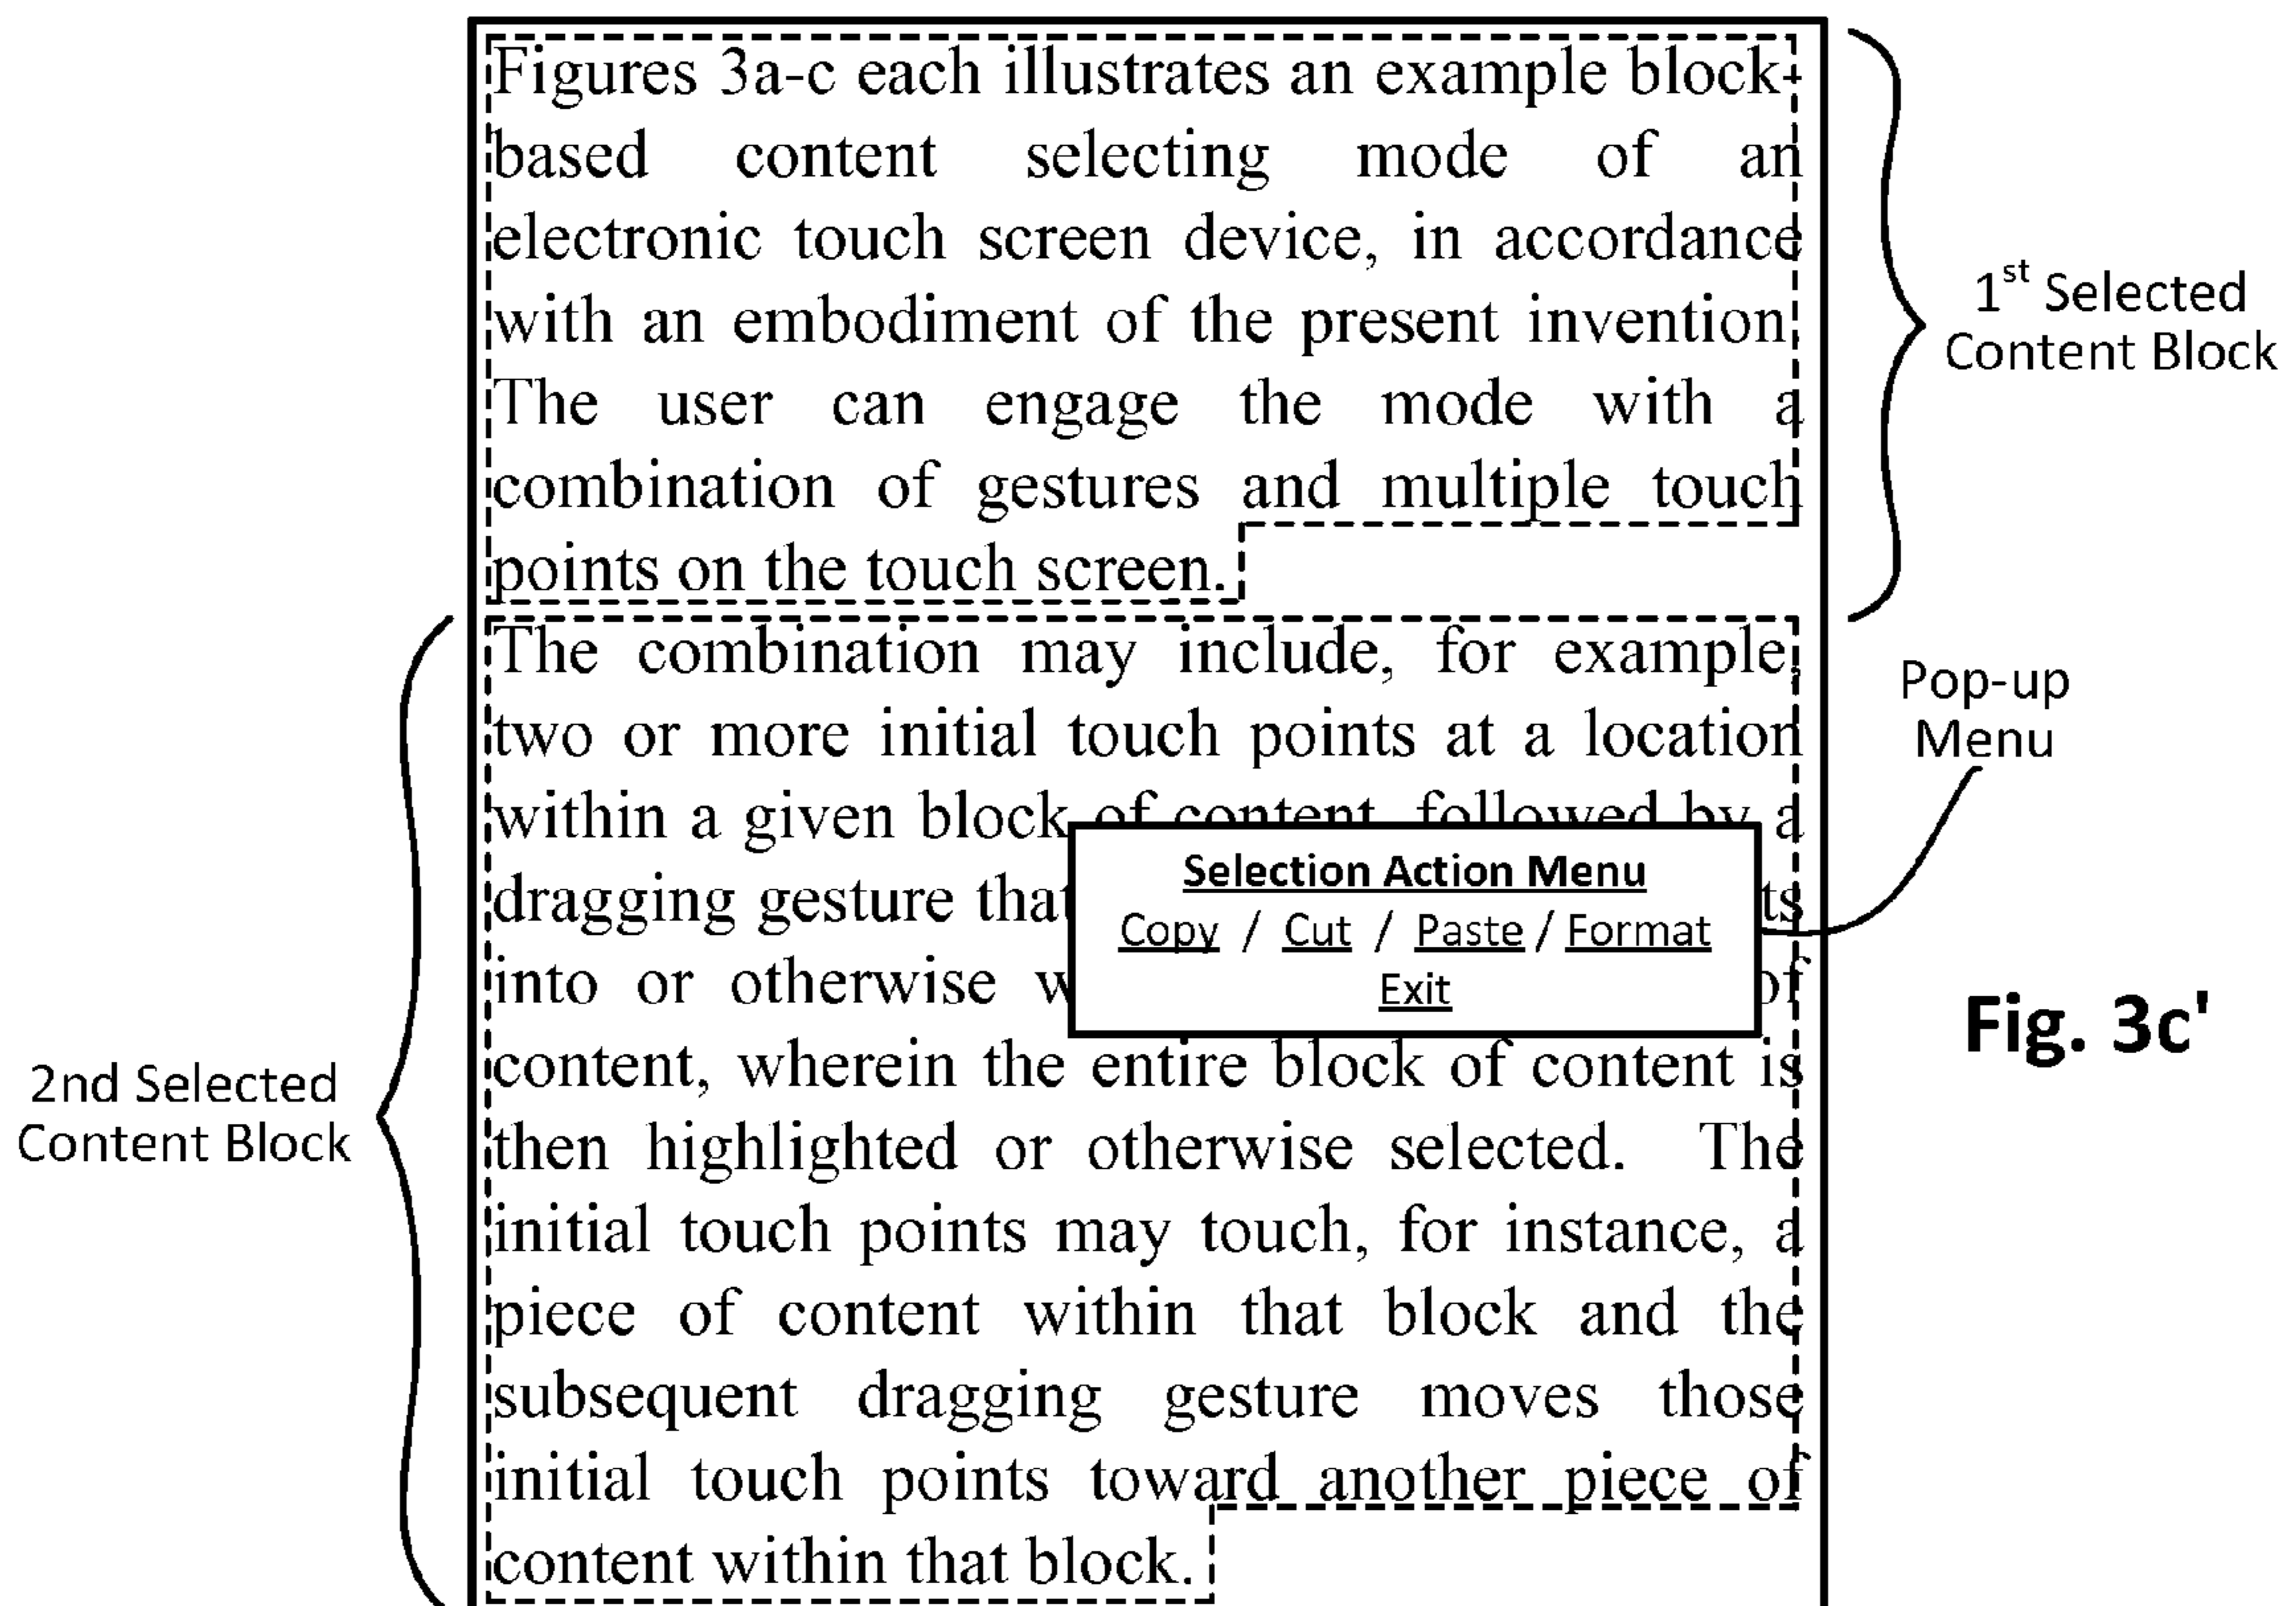 Figures 3a-c each illustrates an example block-
based content selecting mode of an
electronic touch screen device, in accordance
with an embodiment of the present invention.
The user can engage the mode with a
combination of gestures and multiple touch
points on the touch screen.
1st Selected
Content Block
The combination may include, for example,
two or more initial touch points at a location
within a given block of content, followed by a
dragging gesture that ts
into or otherwise of
content, wherein the entire block of content is
then highlighted or otherwise selected. The
initial touch points may touch, for instance, a
piece of content within that block and the
subsequent dragging gesture moves those
initial touch points toward another piece of
content within that block.
Selection Action Menu
Copy / Cut / Paste / Format
Exit
Pop-up
Menu
2nd Selected
Content Block
Fig. 3c'